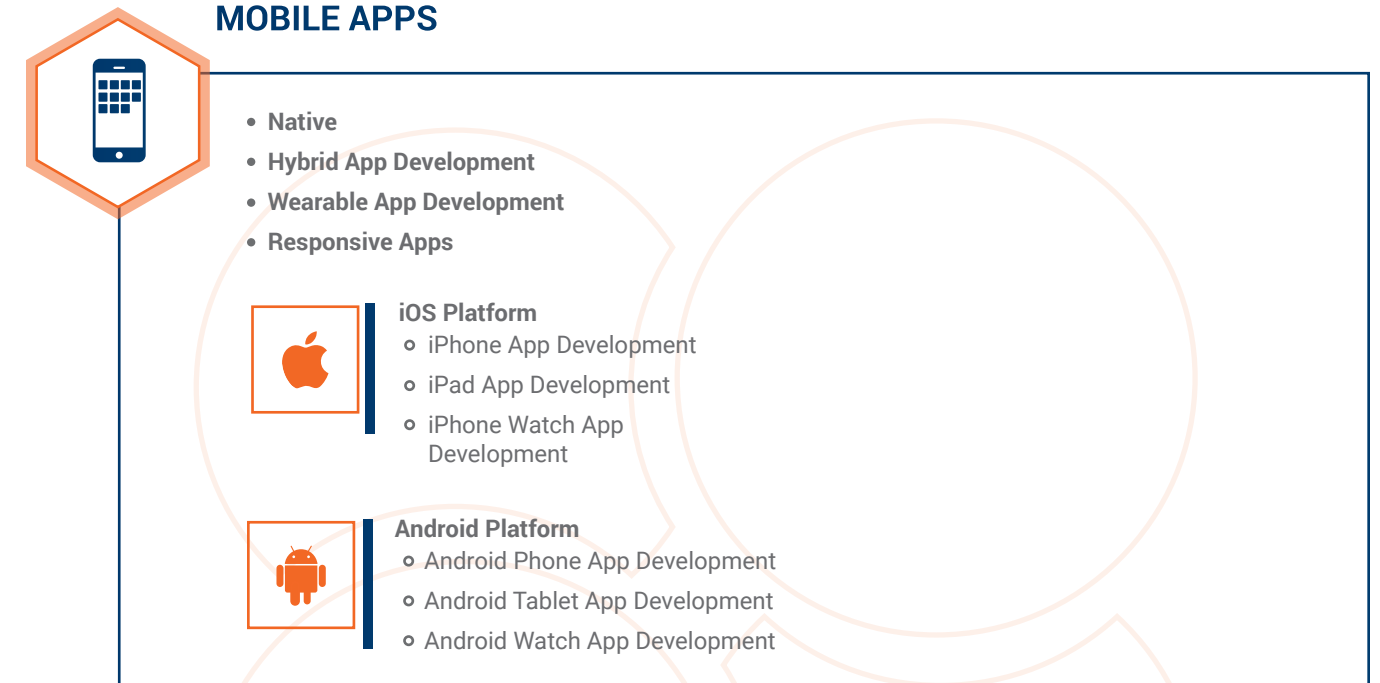 MOBILE APPS
Native
Hybrid App Development
Wearable App Development
Responsive Apps
iOS Platform
iPhone App Development
iPad App Development
iPhone Watch App
Development
Android Platform
Android Phone App Development
Android Tablet App Development
Android Watch App Development